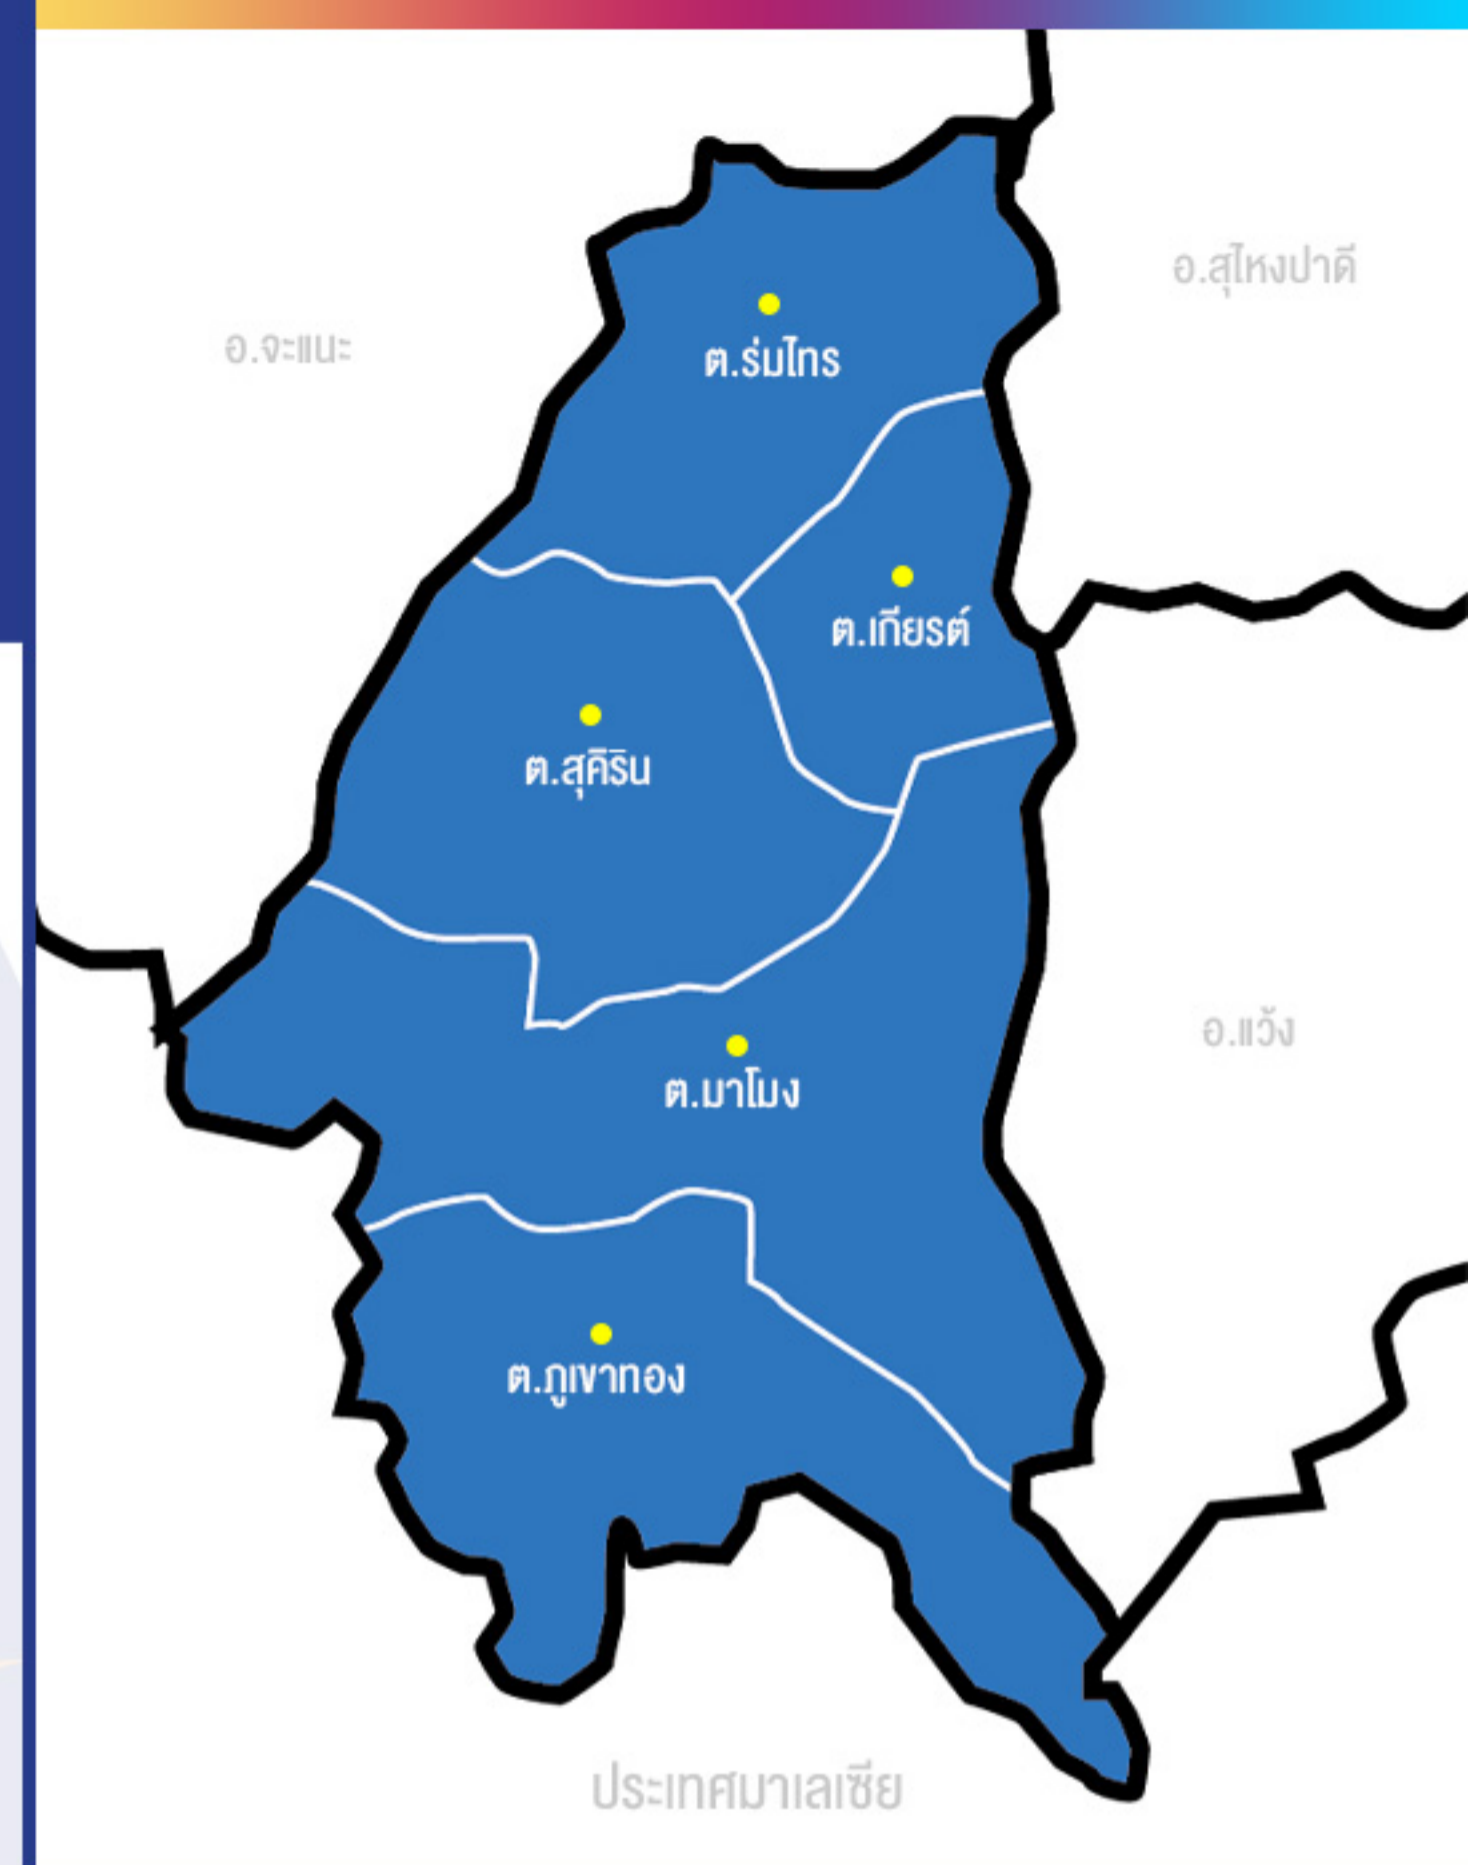 อ.สุไหงปาดี
อ.จะแนะ
ต.ร่มไทร
ต.เกียรต์
ต.สุคิริน
อ.แว้ง
ต.มาโมง
ต.ภูเขาทอง
ประเทศมาเลเซีย